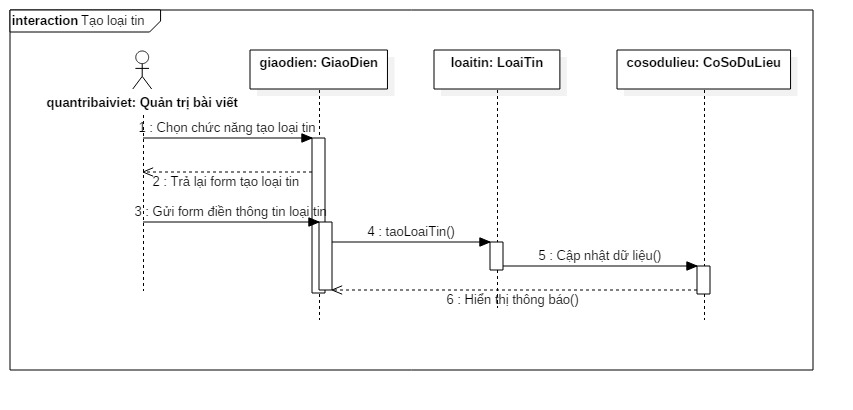 interaction Tạo loại tin
giaodien: GiaoDien
loaitin: LoaiTin
cosodulieu: CoSoDuLieu
quantribaiviet: Quản trị bài viết
1 : Chọn chức năng tạo loại tin
2 : Trả lại form tạo loại tin
3 : Gửi form điền thông tin loại tin
4 : taoLoaiTin()
5 : Cập nhật dữ liệu()
6 : Hiển thị thông báo()